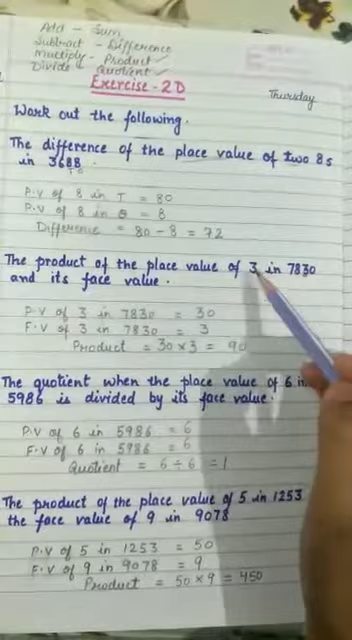 Add - Sum
Subtract - Difference
Multiply - Product ✓
Divide - Quotient ✓
Exercise - 2D
Thursday
Work out the following.
The difference of the place value of two 8s
in 3688.
P.V of 8 in T = 80
P.V of 8 in O = 8
Difference = 80 - 8 = 72
The product of the place value of 3 in 7830
and its face value.
P.V of 3 in 7830 = 30
F.V of 3 in 7830 = 3
Product = 30 × 3 = 90
The quotient when the place value of 6 in
5986 is divided by its face value.
P.V of 6 in 5986 = 6
F.V of 6 in 5986 = 6
Quotient = 6 ÷ 6 = 1
The product of the place value of 5 in 1253
the face value of 9 in 9078
P.V of 5 in 1253 = 50
F.V of 9 in 9078 = 9
Product = 50 × 9 = 450